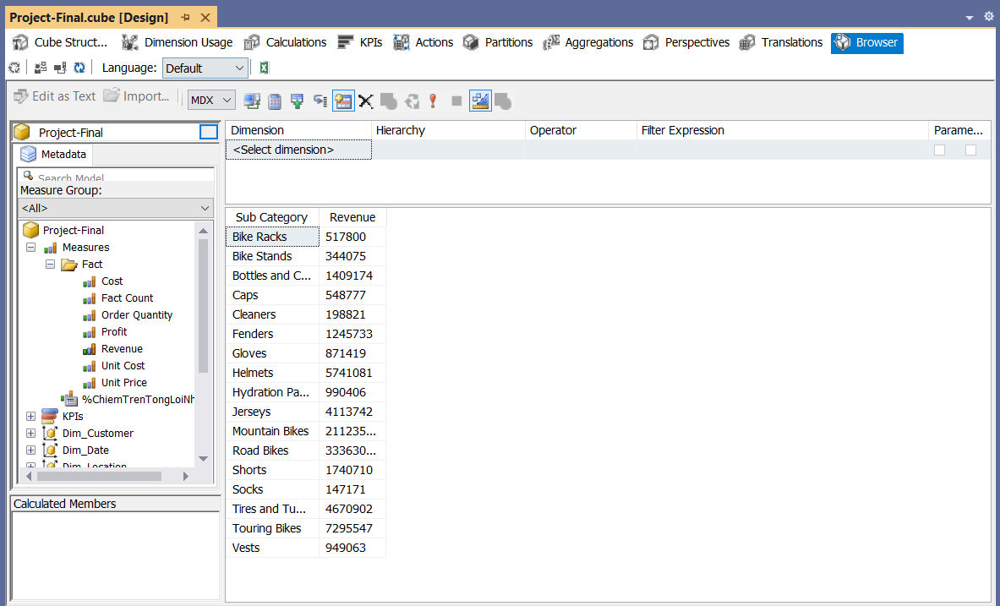 Project-Final.cube [Design]
Cube Struct... Dimension Usage Calculations KPIs Actions Partitions Aggregations Perspectives Translations Browser
Language: Default
Edit as Text Import... MDX
Project-Final
Metadata
Search Model
Measure Group:
<All>
Project-Final
Measures
Fact
Cost
Fact Count
Order Quantity
Profit
Revenue
Unit Cost
Unit Price
%ChiemTrenTongLoiNh
KPIs
Dim_Customer
Dim_Date
Dim_Location
Calculated Members
Dimension Hierarchy Operator Filter Expression Parame...
<Select dimension>
Sub Category Revenue
Bike Racks 517800
Bike Stands 344075
Bottles and C... 1409174
Caps 548777
Cleaners 198821
Fenders 1245733
Gloves 871419
Helmets 5741081
Hydration Pa... 990406
Jerseys 4113742
Mountain Bikes 211235...
Road Bikes 333630...
Shorts 1740710
Socks 147171
Tires and Tu... 4670902
Touring Bikes 7295547
Vests 949063